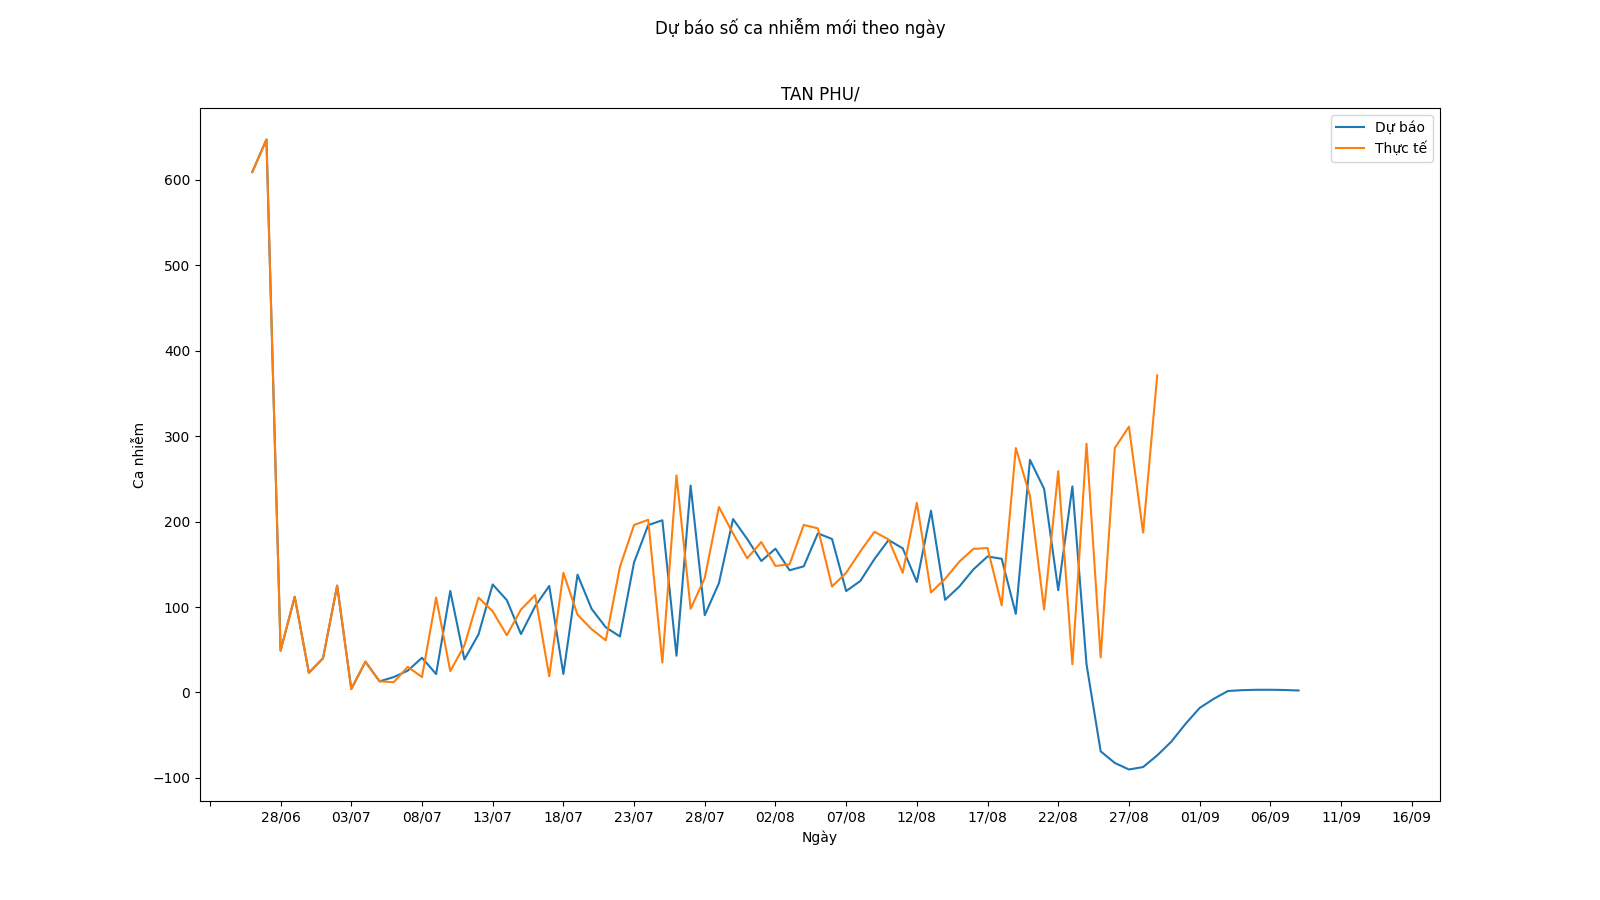 Dự báo số ca nhiễm mới theo ngày
TAN PHU/
Dự báo
Thực tế
600
500
400
300
200
100
0
−100
Ca nhiễm
28/06 03/07 08/07 13/07 18/07 23/07 28/07 02/08 07/08 12/08 17/08 22/08 27/08 01/09 06/09 11/09 16/09
Ngày